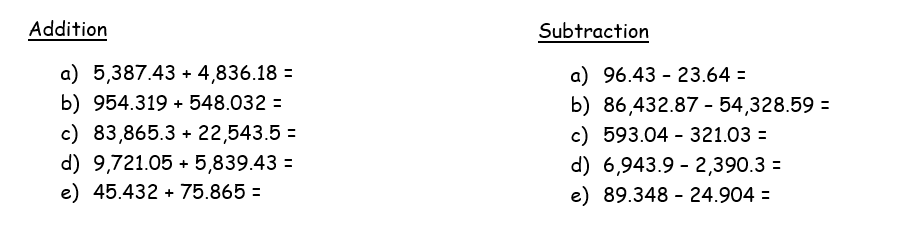 Addition
a) 5,387.43 + 4,836.18 =
b) 954.319 + 548.032 =
c) 83,865.3 + 22,543.5 =
d) 9,721.05 + 5,839.43 =
e) 45.432 + 75.865 =
Subtraction
a) 96.43 – 23.64 =
b) 86,432.87 – 54,328.59 =
c) 593.04 – 321.03 =
d) 6,943.9 – 2,390.3 =
e) 89.348 – 24.904 =